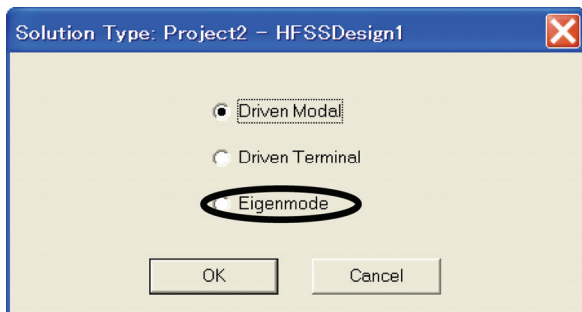 Solution Type: Project2 - HFSSDesign1
Driven Modal
Driven Terminal
Eigenmode
OK Cancel